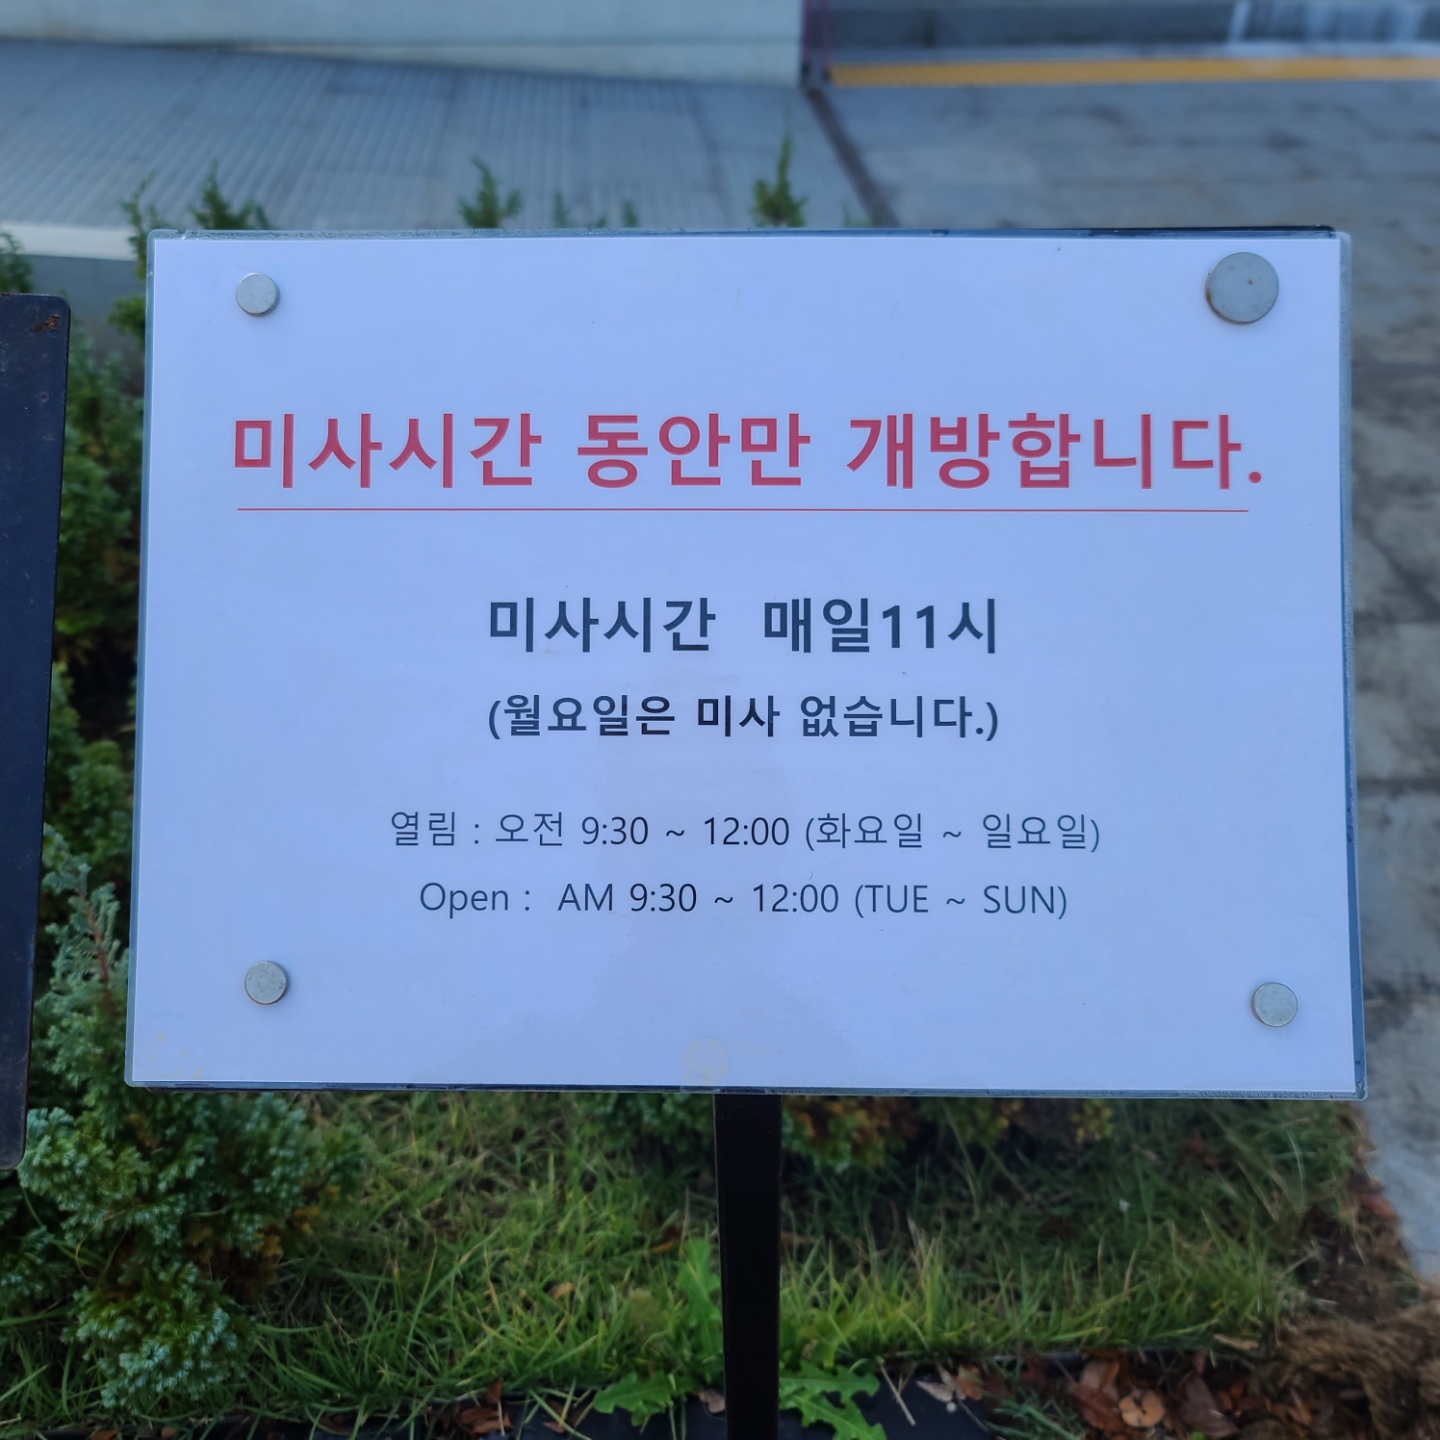 미사시간 동안만 개방합니다.
미사시간 매일11시
(월요일은 미사 없습니다.)
열림 : 오전 9:30 ~ 12:00 (화요일 ~ 일요일)
Open : AM 9:30 ~ 12:00 (TUE ~ SUN)